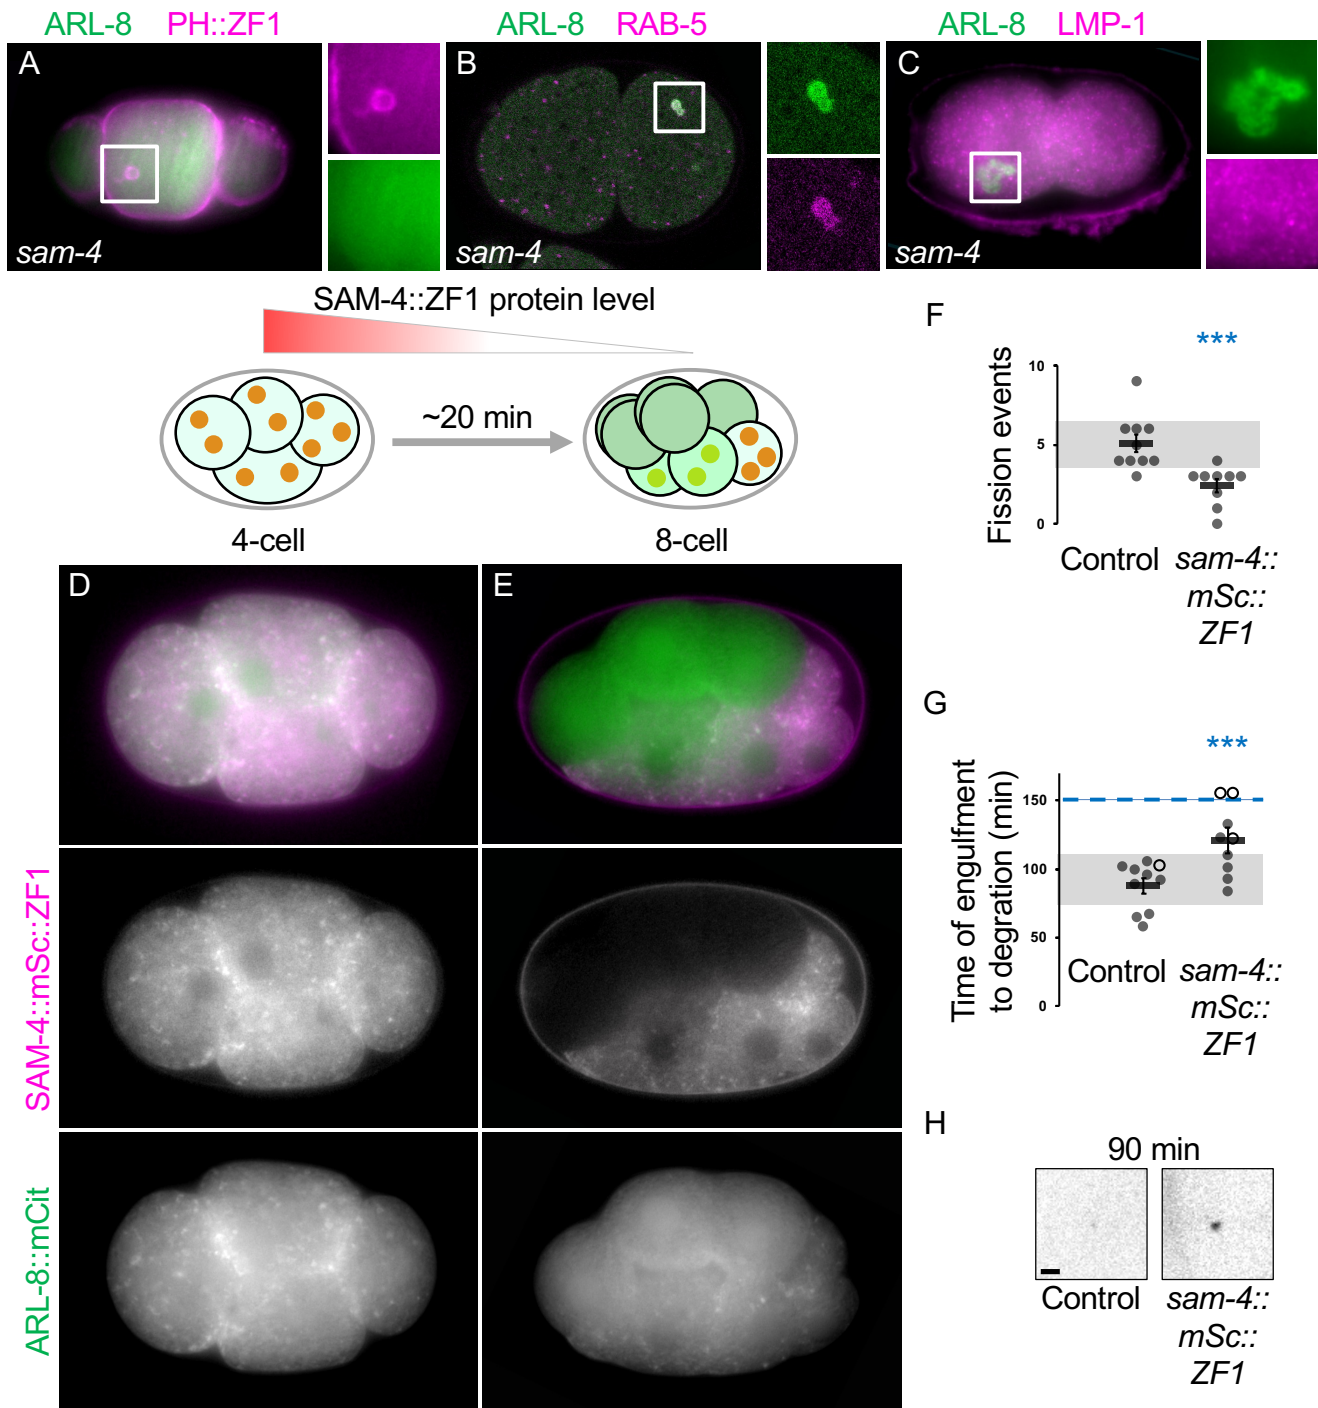 ARL-8 PH::ZF1
ARL-8 RAB-5
ARL-8 LMP-1
A
sam-4
B
sam-4
C
sam-4
SAM-4::ZF1 protein level
~20 min
4-cell
8-cell
D
E
SAM-4::mSc::ZF1
ARL-8::mCit
F
***
Fission events
10
5
0
Control
sam-4::
mSc::
ZF1
G
***
Time of engulfment
to degration (min)
150
100
50
0
Control
sam-4::
mSc::
ZF1
H
90 min
Control
sam-4::
mSc::
ZF1